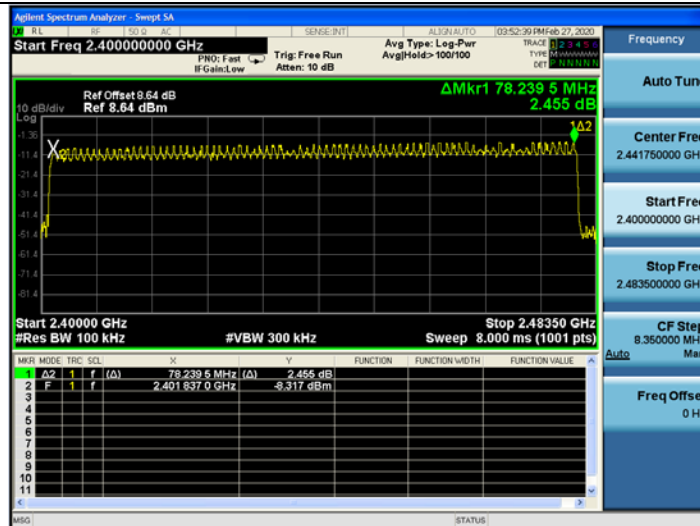 Agilent Spectrum Analyzer - Swept SA
RL RF 50 Ω AC SENSE:INT ALIGN AUTO 03:52:39 PM Feb 27, 2020
Start Freq 2.400000000 GHz
PNO: Fast
IFGain:Low
Trig: Free Run
Atten: 10 dB
Avg Type: Log-Pwr
Avg|Hold:>100/100
TRACE 1 2 3 4 5 6
TYPE M W W W W W
DET P N N N N N
Ref Offset 8.64 dB
10 dB/div Ref 8.64 dBm
Log
ΔMkr1 78.239 5 MHz
2.455 dB
1Δ2
X2
-1.36
-11.4
-21.4
-31.4
-41.4
-51.4
-61.4
-71.4
-81.4
Start 2.40000 GHz Stop 2.48350 GHz
#Res BW 100 kHz #VBW 300 kHz Sweep 8.000 ms (1001 pts)
MKR MODE TRC SCL X Y FUNCTION FUNCTION WIDTH FUNCTION VALUE
1 Δ2 1 f (Δ) 78.239 5 MHz (Δ) 2.455 dB
2 F 1 f 2.401 837 0 GHz -8.317 dBm
3
4
5
6
7
8
9
10
11
MSG STATUS
Frequency
Auto Tun
Center Fre
2.441750000 GH
Start Fre
2.400000000 GH
Stop Fre
2.483500000 GH
CF Ste
8.350000 MH
Auto Ma
Freq Offse
0 H